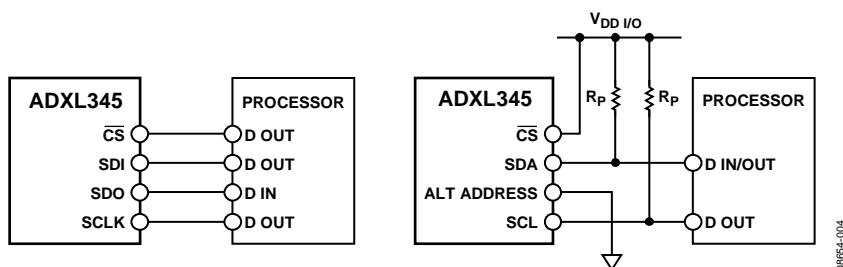 ADXL345
CS
SDI
SDO
SCLK
PROCESSOR
D OUT
D OUT
D IN
D OUT
VDD I/O
ADXL345
CS
SDA
ALT ADDRESS
SCL
RP
RP
PROCESSOR
D IN/OUT
D OUT
08654-004